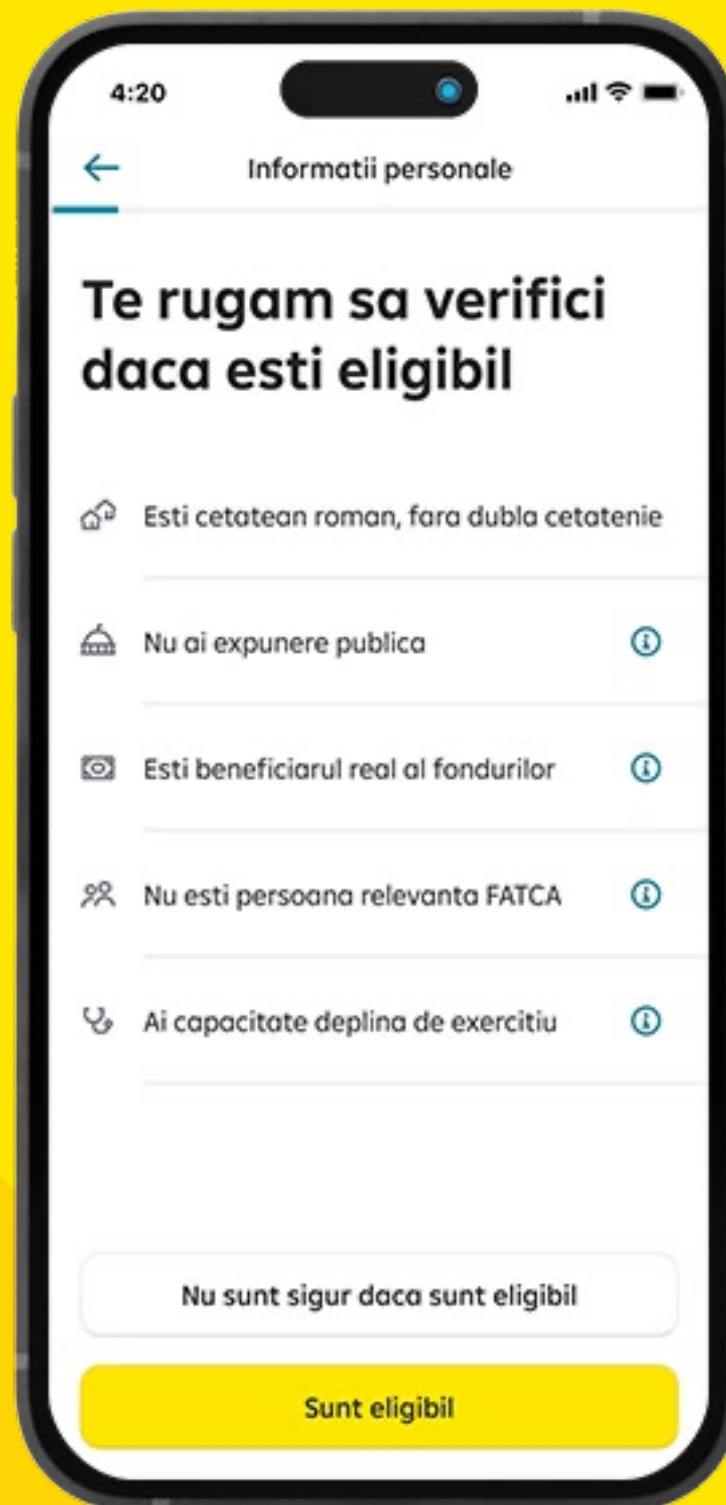 4:20
Informatii personale
Te rugam sa verifici
daca esti eligibil
Esti cetatean roman, fara dubla cetatenie
Nu ai expunere publica
Esti beneficiarul real al fondurilor
Nu esti persoana relevanta FATCA
Ai capacitate deplina de exercitiu
Nu sunt sigur daca sunt eligibil
Sunt eligibil